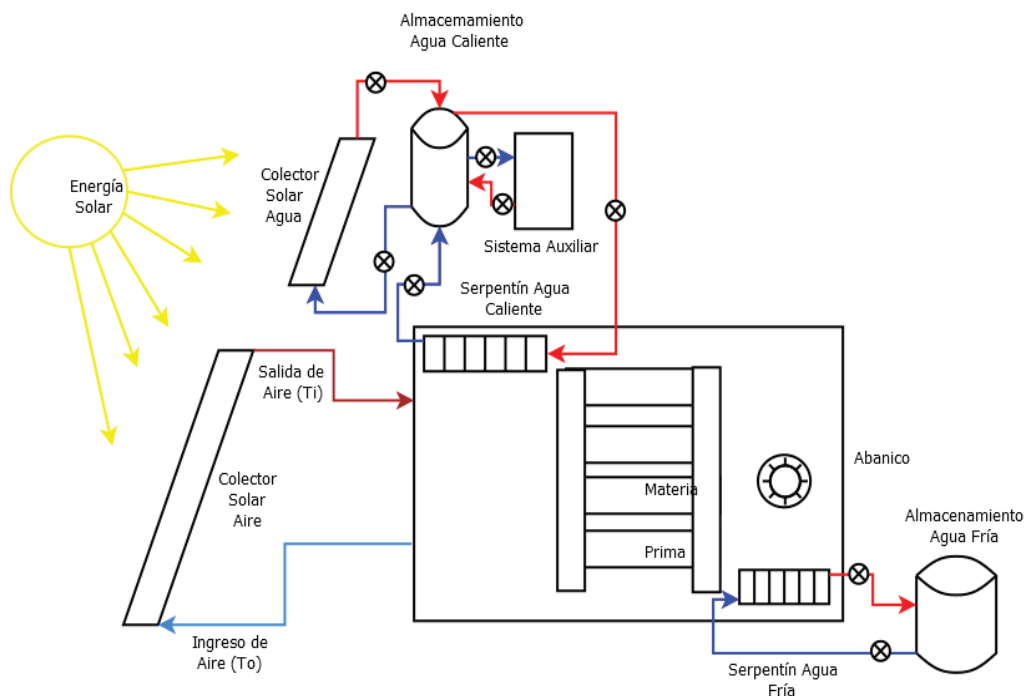 Almacemamiento
Agua Caliente
Energía
Solar
Colector
Solar
Agua
Sistema Auxiliar
Serpentín Agua
Caliente
Salida de
Aire (Ti)
Colector
Solar
Aire
Materia
Prima
Abanico
Almacenamiento
Agua Fría
Ingreso de
Aire (To)
Serpentín Agua
Fría